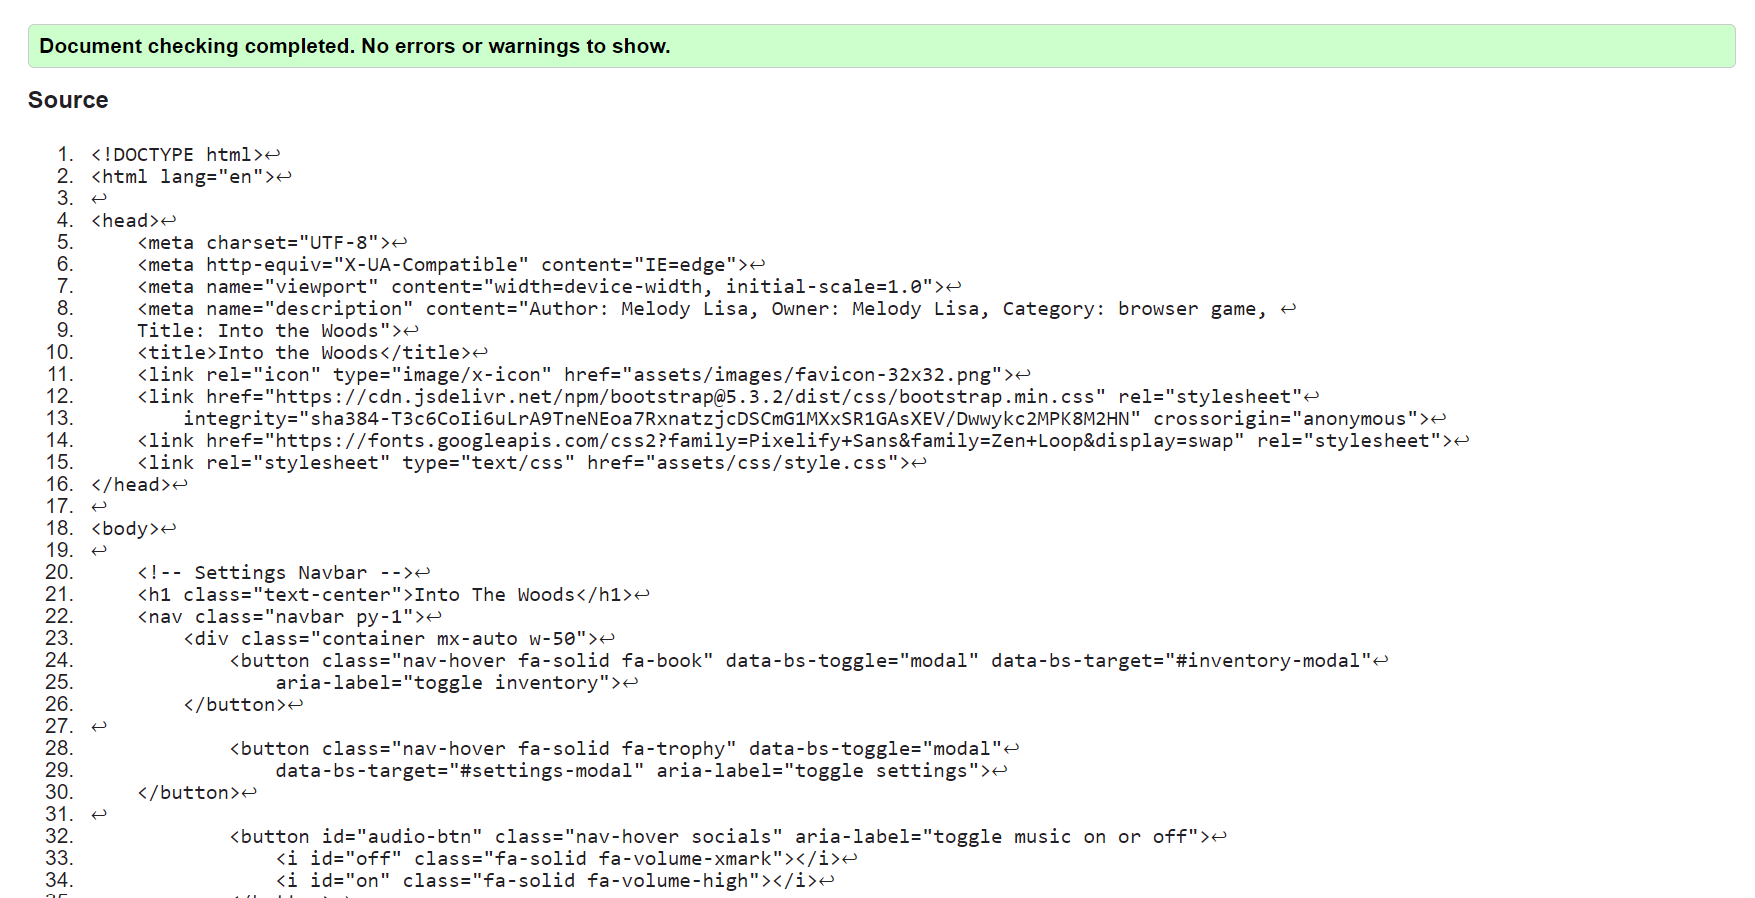 Document checking completed. No errors or warnings to show.
Source
1. <!DOCTYPE html>↩
2. <html lang="en">↩
3. ↩
4. <head>↩
5.     <meta charset="UTF-8">↩
6.     <meta http-equiv="X-UA-Compatible" content="IE=edge">↩
7.     <meta name="viewport" content="width=device-width, initial-scale=1.0">↩
8.     <meta name="description" content="Author: Melody Lisa, Owner: Melody Lisa, Category: browser game, ↩
9.     Title: Into the Woods">↩
10.     <title>Into the Woods</title>↩
11.     <link rel="icon" type="image/x-icon" href="assets/images/favicon-32x32.png">↩
12.     <link href="https://cdn.jsdelivr.net/npm/bootstrap@5.3.2/dist/css/bootstrap.min.css" rel="stylesheet"↩
13.         integrity="sha384-T3c6CoIi6uLrA9TneNEoa7RxnatzjcDSCmG1MXxSR1GAsXEV/Dwwykc2MPK8M2HN" crossorigin="anonymous">↩
14.     <link href="https://fonts.googleapis.com/css2?family=Pixelify+Sans&family=Zen+Loop&display=swap" rel="stylesheet">↩
15.     <link rel="stylesheet" type="text/css" href="assets/css/style.css">↩
16. </head>↩
17. ↩
18. <body>↩
19. ↩
20.     <!-- Settings Navbar -->↩
21.     <h1 class="text-center">Into The Woods</h1>↩
22.     <nav class="navbar py-1">↩
23.         <div class="container mx-auto w-50">↩
24.             <button class="nav-hover fa-solid fa-book" data-bs-toggle="modal" data-bs-target="#inventory-modal"↩
25.                 aria-label="toggle inventory">↩
26.         </button>↩
27. ↩
28.             <button class="nav-hover fa-solid fa-trophy" data-bs-toggle="modal"↩
29.                 data-bs-target="#settings-modal" aria-label="toggle settings">↩
30.     </button>↩
31. ↩
32.             <button id="audio-btn" class="nav-hover socials" aria-label="toggle music on or off">↩
33.                 <i id="off" class="fa-solid fa-volume-xmark"></i>↩
34.                 <i id="on" class="fa-solid fa-volume-high"></i>↩